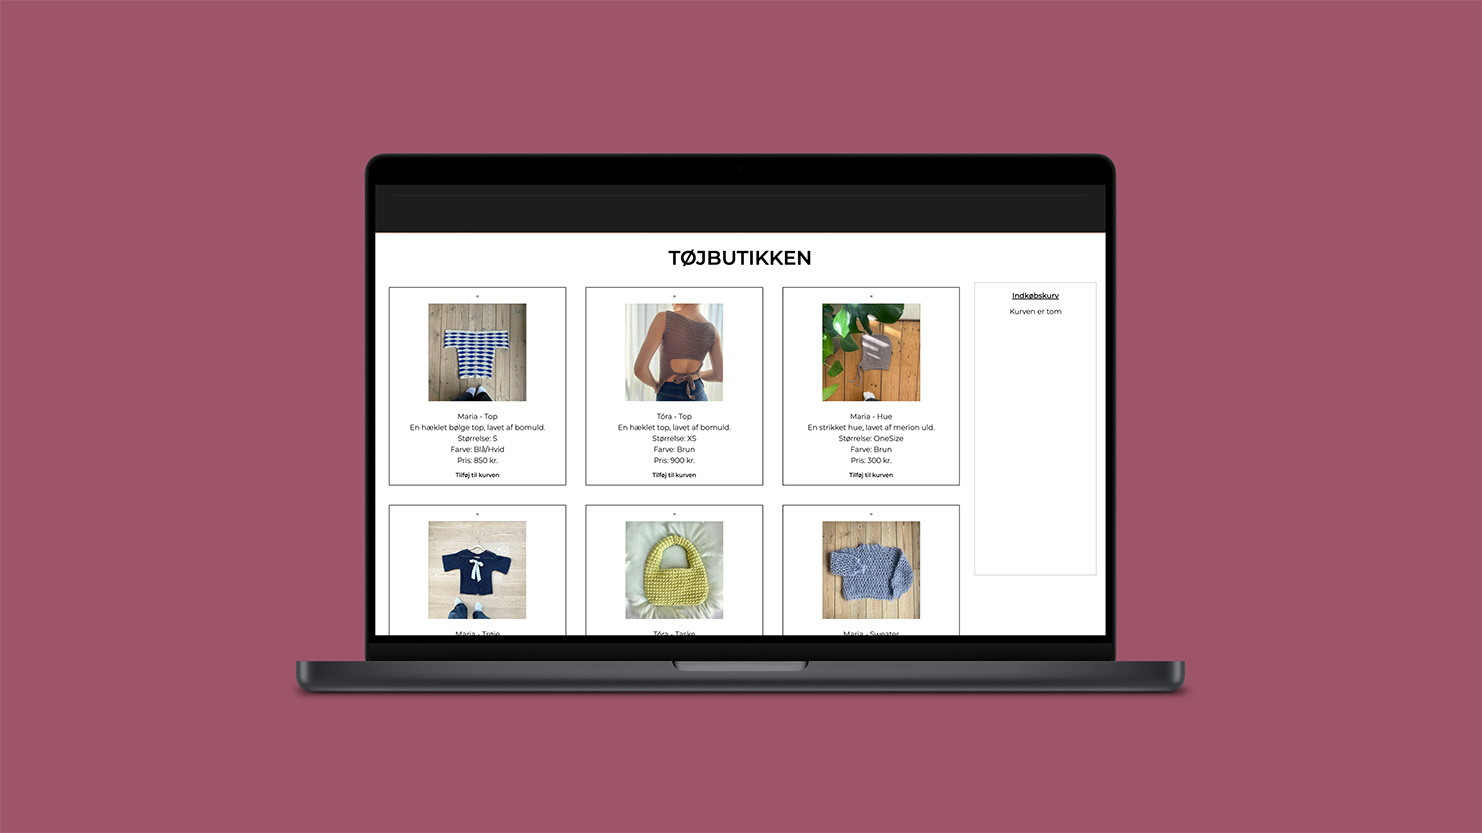 TØJBUTIKKEN
Maria - Top
En hæklet bølge top, lavet af bomuld.
Størrelse: S
Farve: Blå/Hvid
Pris: 850 kr.
Tilføj til kurven
Tóra - Top
En hæklet top, lavet af bomuld.
Størrelse: XS
Farve: Brun
Pris: 900 kr.
Tilføj til kurven
Maria - Hue
En strikket hue, lavet af merion uld.
Størrelse: OneSize
Farve: Brun
Pris: 300 kr.
Tilføj til kurven
Indkøbskurv
Kurven er tom
Maria - Trøje
Tóra - Taske
Maria - Sweater